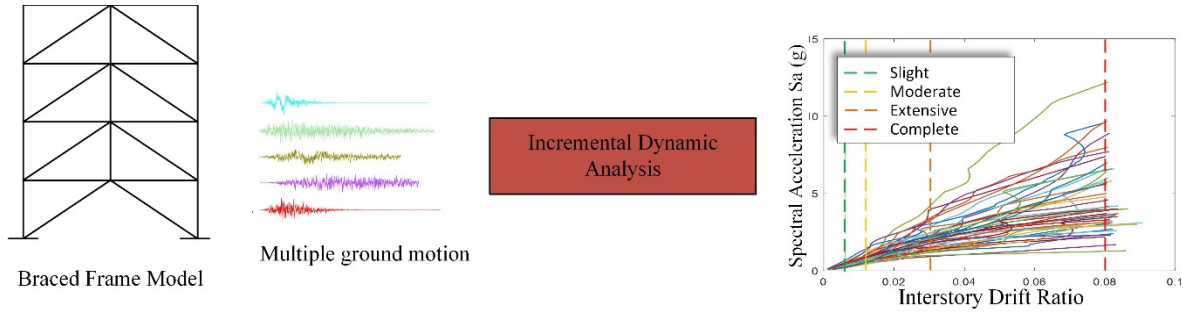 Braced Frame Model
Multiple ground motion
Incremental Dynamic
Analysis
Spectral Acceleration Sa (g)
15
10
5
0
Slight
Moderate
Extensive
Complete
0
0.02
0.04
0.06
0.08
0.1
Interstory Drift Ratio